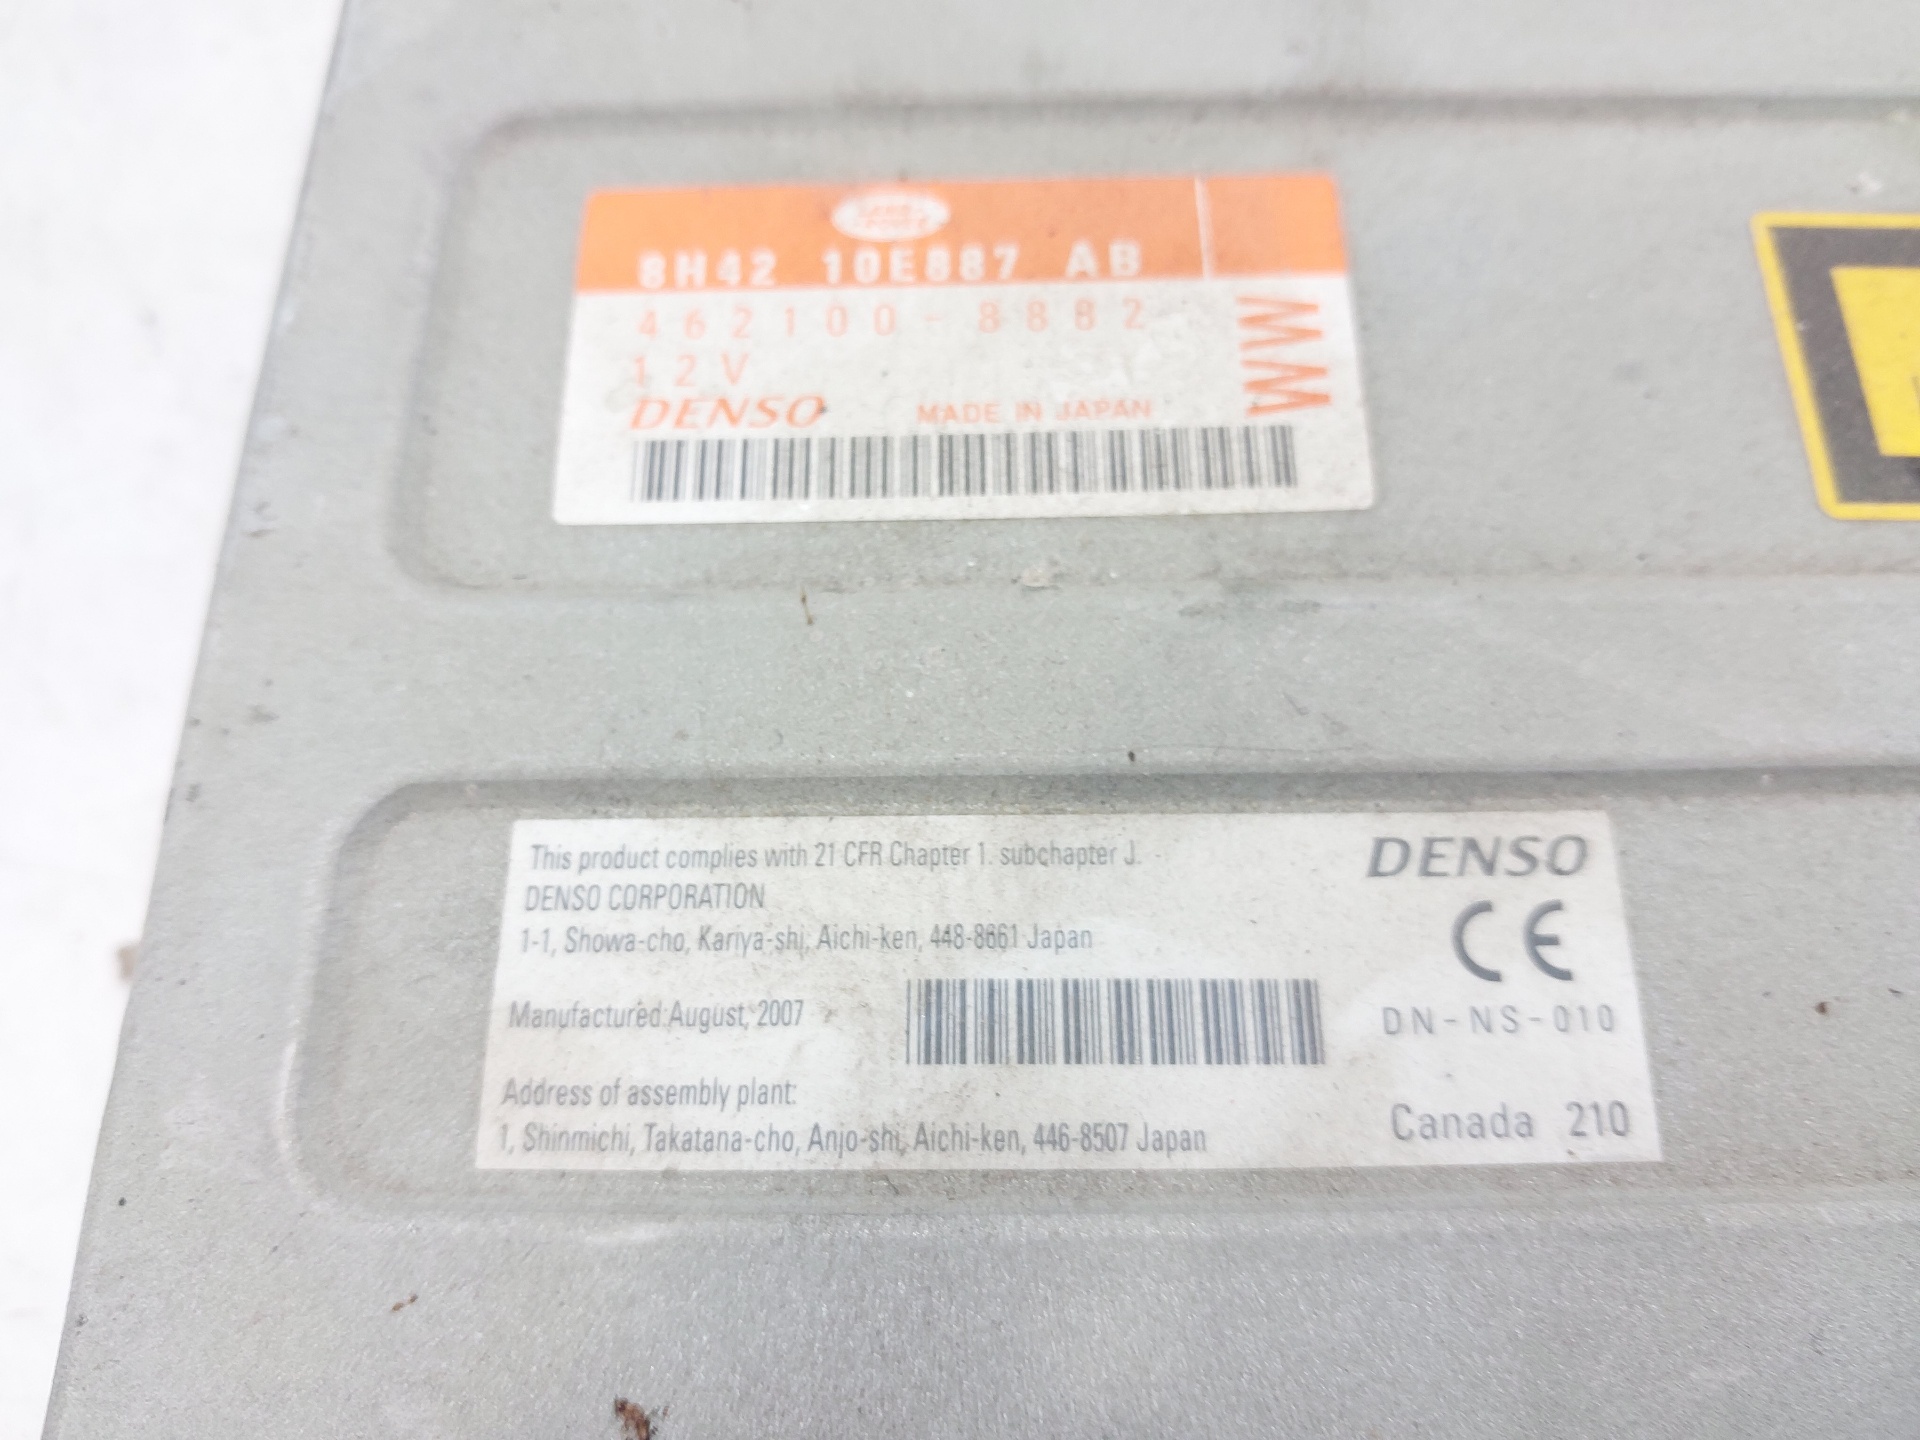 8H42 10E887 AB
462100-8882
12V
DENSO MADE IN JAPAN
This product complies with 21 CFR Chapter 1. subchapter J.
DENSO CORPORATION
1-1, Showa-cho, Kariya-shi, Aichi-ken, 448-8661 Japan
Manufactured: August, 2007
Address of assembly plant:
1, Shinmichi, Takatana-cho, Anjo-shi, Aichi-ken, 446-8507 Japan
DENSO
CE
DN-NS-010
Canada 210